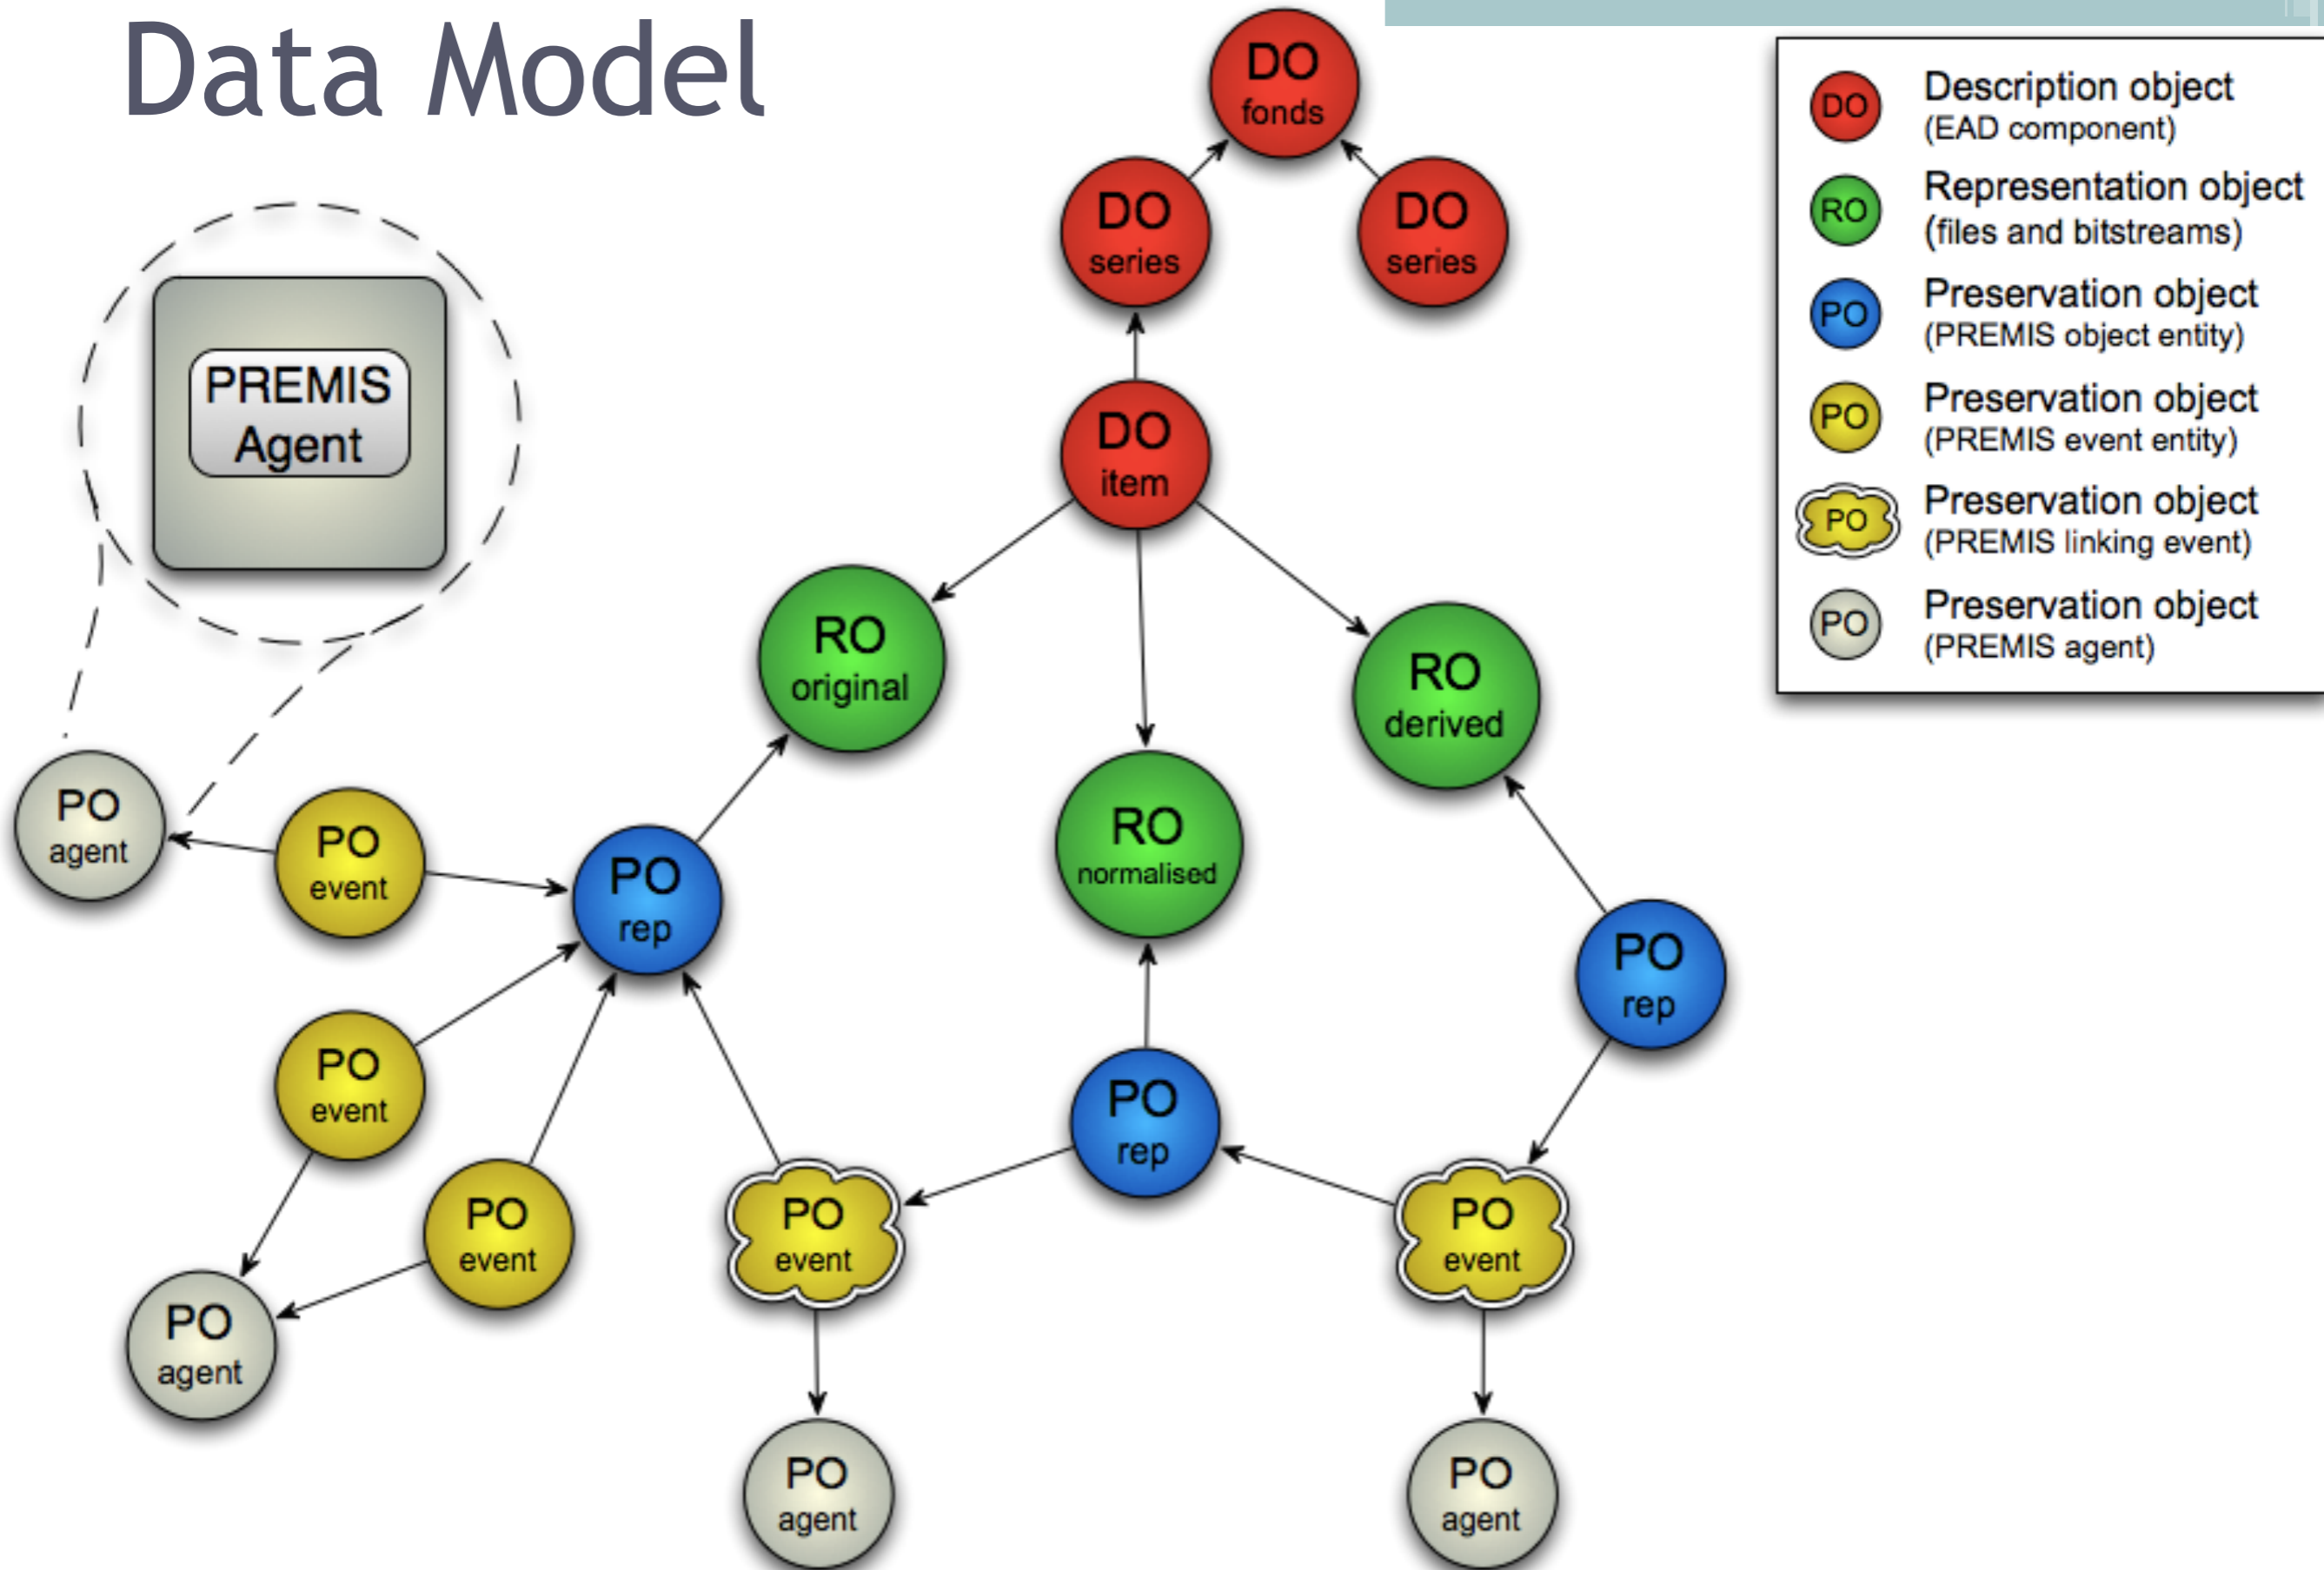 Data Model
DO
fonds
DO
series
DO
series
DO
item
PREMIS
Agent
RO
original
RO
derived
RO
normalised
PO
agent
PO
event
PO
rep
PO
rep
PO
event
PO
rep
PO
event
PO
event
PO
event
PO
agent
PO
agent
PO
agent
DO
Description object
(EAD component)
RO
Representation object
(files and bitstreams)
PO
Preservation object
(PREMIS object entity)
PO
Preservation object
(PREMIS event entity)
PO
Preservation object
(PREMIS linking event)
PO
Preservation object
(PREMIS agent)